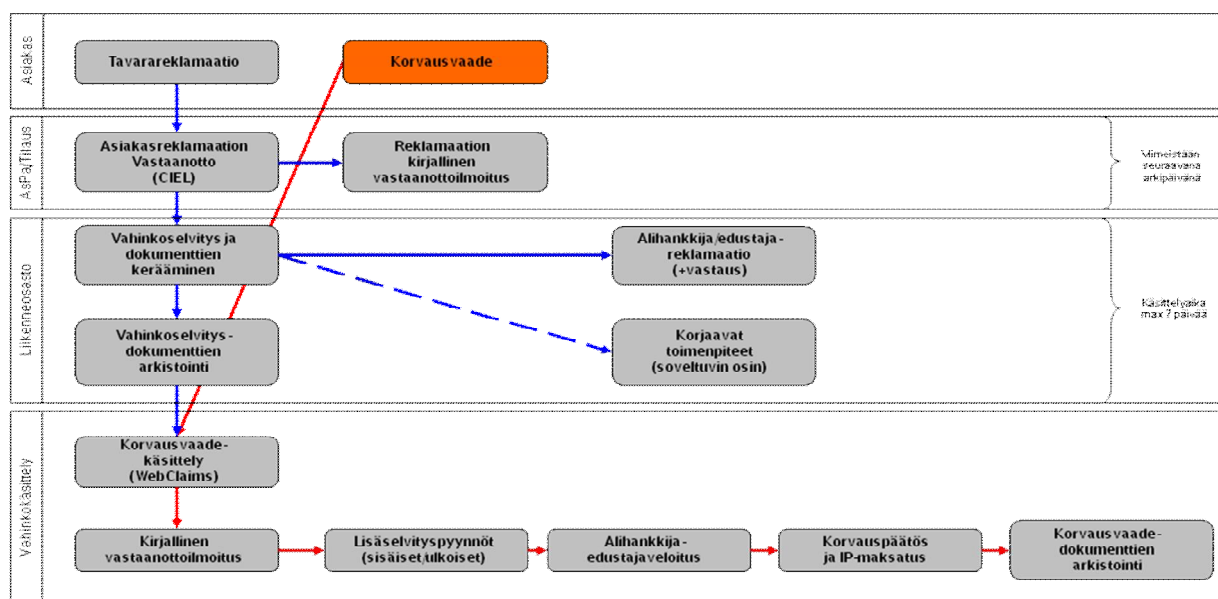 Asiakas
Tavarareklamaatio
Korvausvaade
AsPa/Tilaus
Asiakasreklamaation
Vastaanotto
(CIEL)
Reklamaation
kirjallinen
vastaanottoilmoitus
Viimeistään
seuraavana
arkipäivänä
Liikenneosasto
Vahinkoselvitys ja
dokumenttien
kerääminen
Alihankkija/edustaja-
reklamaatio
(+vastaus)
Käsittelyaika
max 7 päivää
Vahinkoselvitys-
dokumenttien
arkistointi
Korjaavat
toimenpiteet
(soveltuvin osin)
Vahinkokäsittely
Korvausvaade-
käsittely
(WebClaims)
Kirjallinen
vastaanottoilmoitus
Lisäselvityspyynnöt
(sisäiset/ulkoiset)
Alihankkija-
edustajaveloitus
Korvauspäätös
ja IP-maksatus
Korvausvaade-
dokumenttien
arkistointi